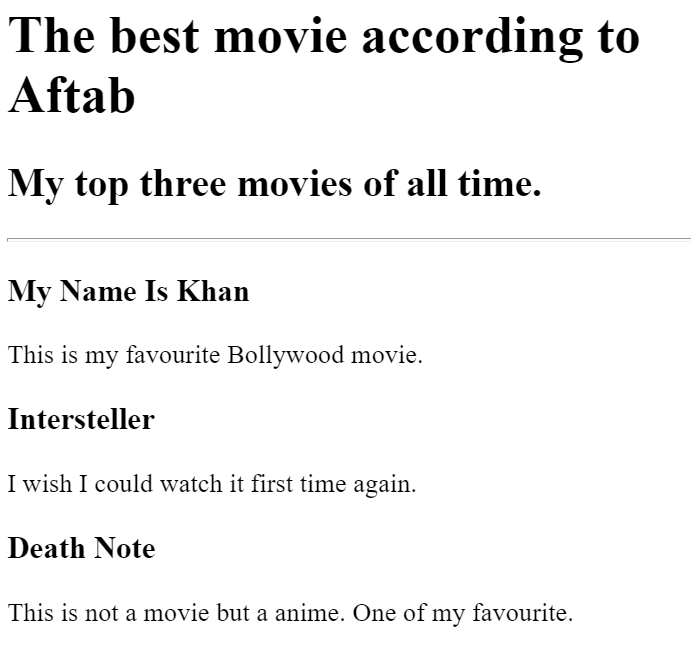 The best movie according to
Aftab
My top three movies of all time.
My Name Is Khan
This is my favourite Bollywood movie.
Intersteller
I wish I could watch it first time again.
Death Note
This is not a movie but a anime. One of my favourite.